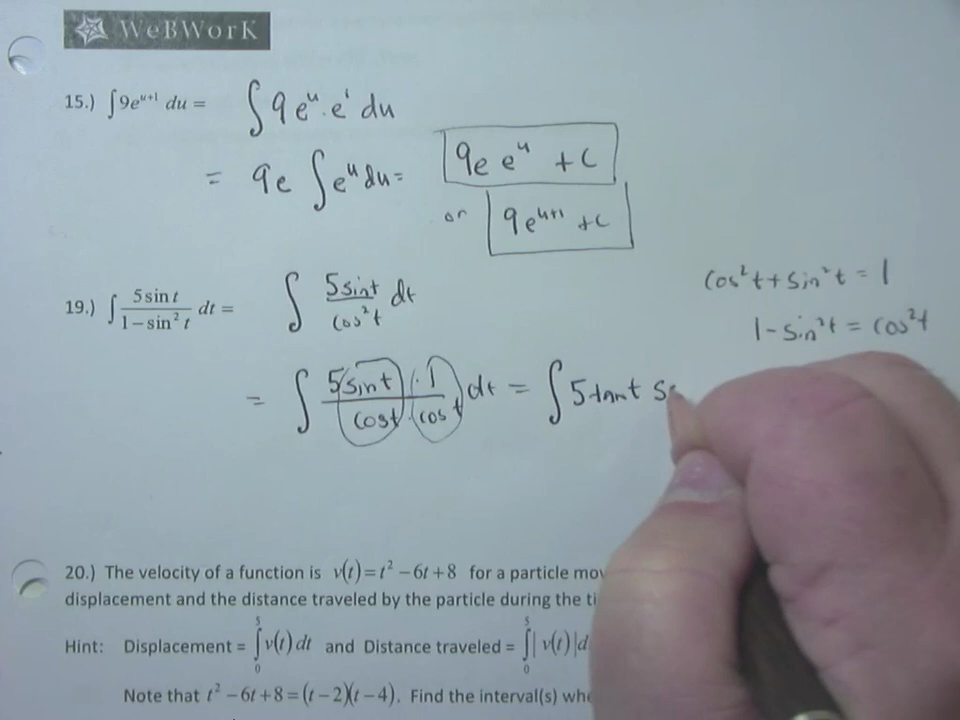 WeBWorK
15.) ∫9e^{u+1} du = ∫ 9 e^u · e^1 du
= 9e ∫ e^u du = 9e e^u + C
or 9e^{u+1} + C
19.) ∫ 5 sin t / (1 – sin² t) dt = ∫ 5 sin t / cos² t dt
cos² t + sin² t = 1
1 - sin² t = cos² t
= ∫ (5 sin t · 1) / (cos t · cos t) dt = ∫ 5 tan t
20.) The velocity of a function is v(t) = t² – 6t + 8 for a particle
displacement and the distance traveled by the particle during the
Hint: Displacement = ∫₀⁵ v(t) dt and Distance traveled = ∫₀⁵ | v(t) | d
Note that t² – 6t + 8 = (t – 2)(t – 4). Find the interval(s)